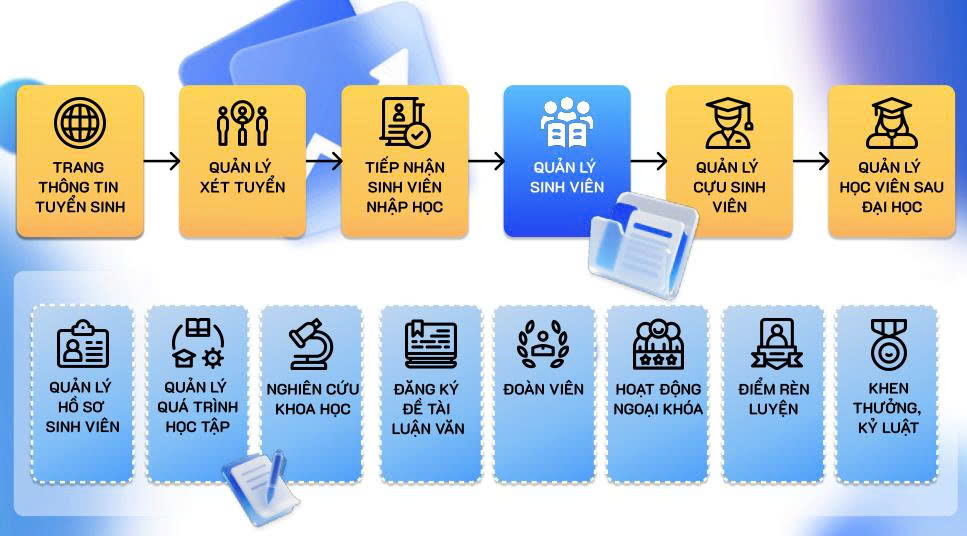 TRANG
THÔNG TIN
TUYỂN SINH
QUẢN LÝ
XÉT TUYỂN
TIẾP NHẬN
SINH VIÊN
NHẬP HỌC
QUẢN LÝ
SINH VIÊN
QUẢN LÝ
CỰU SINH
VIÊN
QUẢN LÝ
HỌC VIÊN SAU
ĐẠI HỌC
QUẢN LÝ
HỒ SƠ
SINH VIÊN
QUẢN LÝ
QUÁ TRÌNH
HỌC TẬP
NGHIÊN CỨU
KHOA HỌC
ĐĂNG KÝ
ĐỀ TÀI
LUẬN VĂN
ĐOÀN VIÊN
HOẠT ĐỘNG
NGOẠI KHÓA
ĐIỂM RÈN
LUYỆN
KHEN
THƯỞNG,
KỶ LUẬT